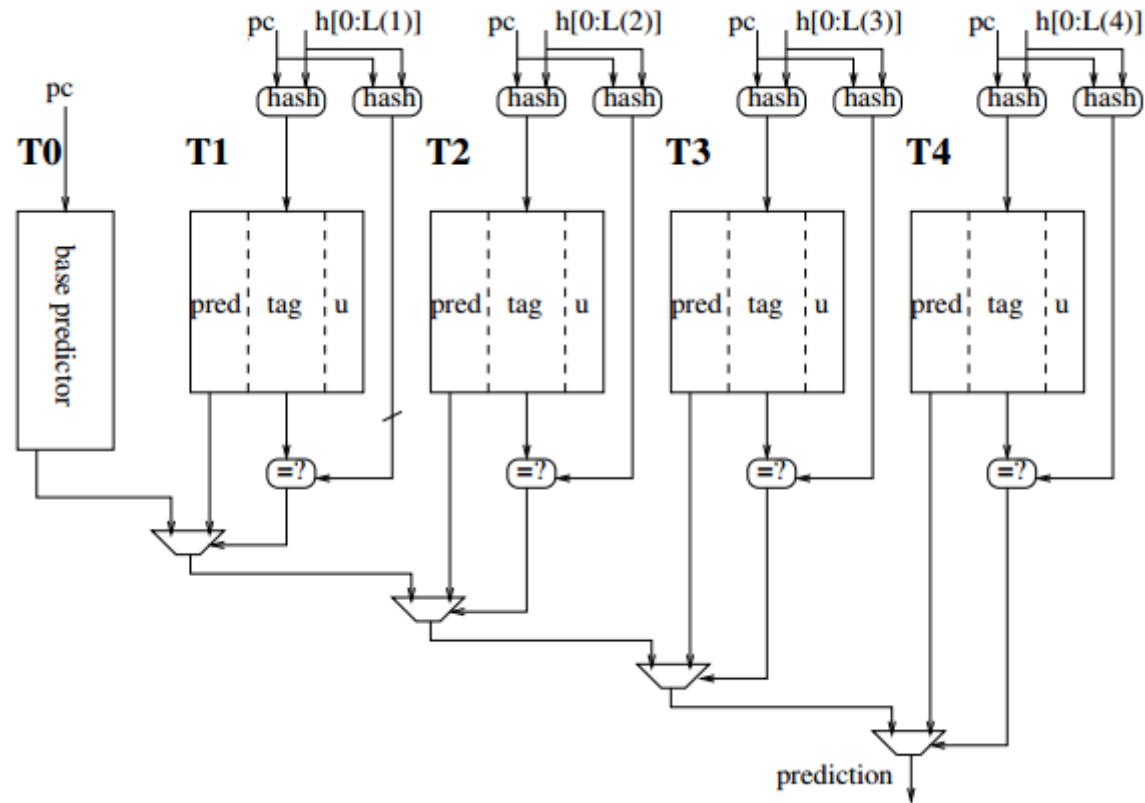 pc h[0:L(1)] pc h[0:L(2)] pc h[0:L(3)] pc h[0:L(4)]
pc
hash hash hash hash hash hash hash hash
T0 T1 T2 T3 T4
base predictor
pred tag u pred tag u pred tag u pred tag u
=? =? =? =?
prediction